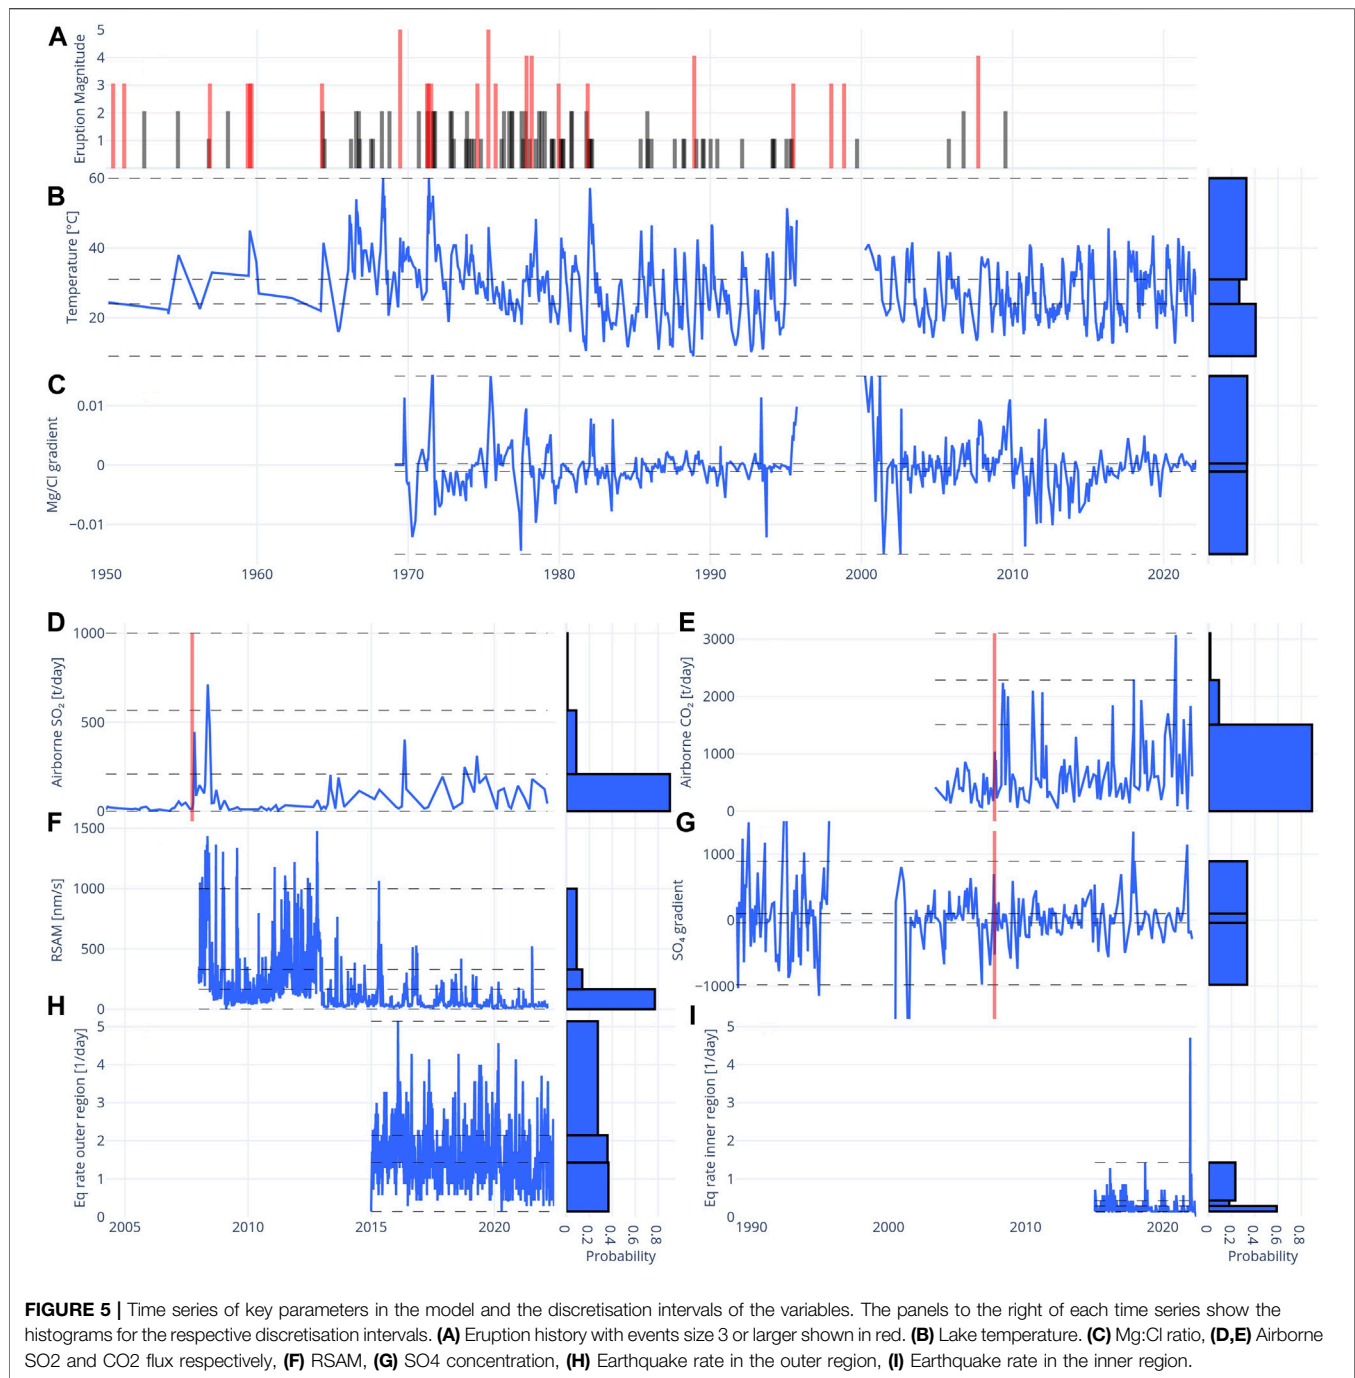 A
Eruption Magnitude
5
4
3
2
1
B
Temperature [°C]
60
40
20
C
Mg/Cl gradient
0.01
0
−0.01
1950
1960
1970
1980
1990
2000
2010
2020
D
Airborne SO₂ [t/day]
1000
500
0
E
Airborne CO₂ [t/day]
3000
2000
1000
0
F
RSAM [nm/s]
1500
1000
500
0
G
SO₄ gradient
1000
0
−1000
H
Eq rate outer region [1/day]
5
4
3
2
1
0
2005
2010
2015
2020
0
0.2
0.4
0.6
0.8
Probability
I
Eq rate inner region [1/day]
5
4
3
2
1
0
1990
2000
2010
2020
0
0.2
0.4
0.6
0.8
Probability
FIGURE 5 | Time series of key parameters in the model and the discretisation intervals of the variables. The panels to the right of each time series show the
histograms for the respective discretisation intervals. (A) Eruption history with events size 3 or larger shown in red. (B) Lake temperature. (C) Mg:Cl ratio, (D,E) Airborne
SO2 and CO2 flux respectively, (F) RSAM, (G) SO4 concentration, (H) Earthquake rate in the outer region, (I) Earthquake rate in the inner region.